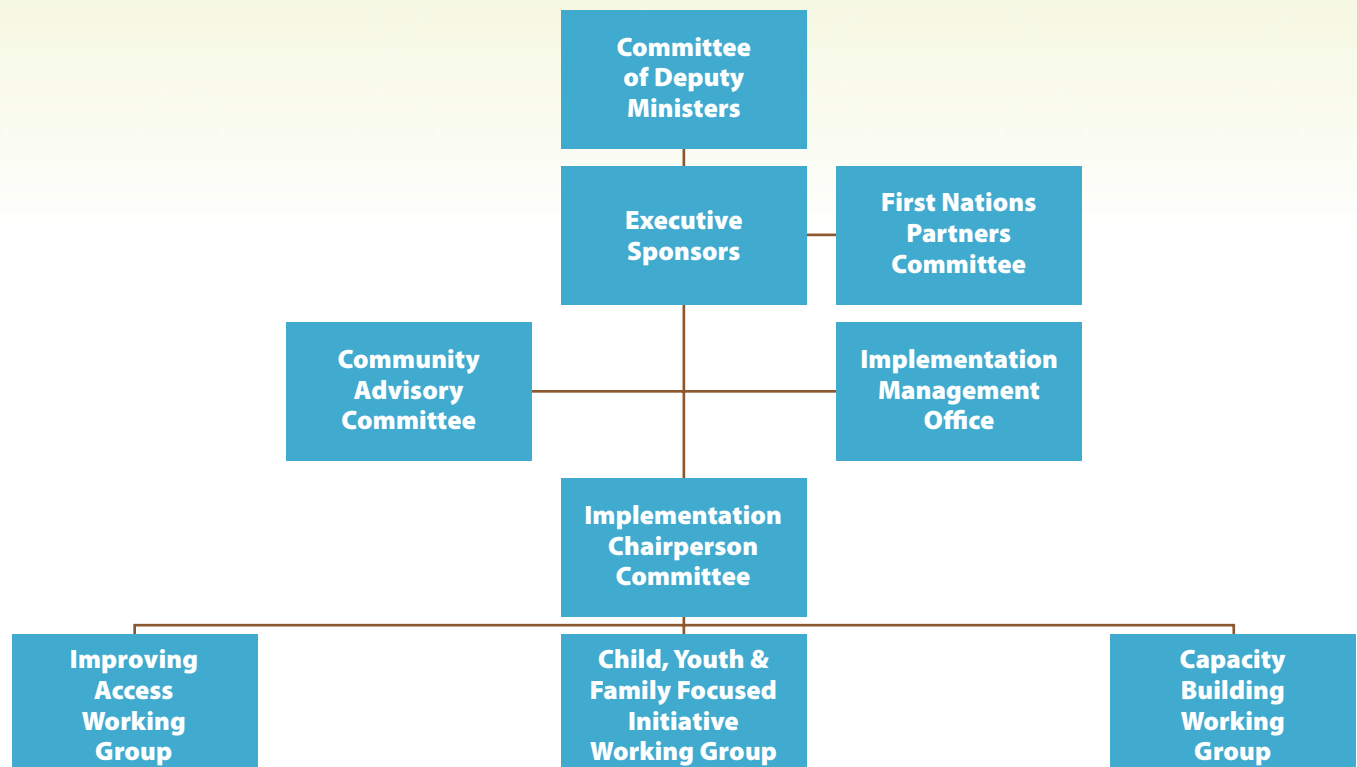 Committee
of Deputy
Ministers
Executive
Sponsors
First Nations
Partners
Committee
Community
Advisory
Committee
Implementation
Management
Office
Implementation
Chairperson
Committee
Improving
Access
Working
Group
Child, Youth &
Family Focused
Initiative
Working Group
Capacity
Building
Working
Group